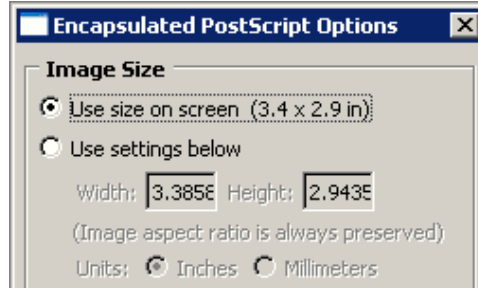 Encapsulated PostScript Options
Image Size
Use size on screen (3.4 x 2.9 in)
Use settings below
Width: 3.3858 Height: 2.9435
(Image aspect ratio is always preserved)
Units: Inches Millimeters